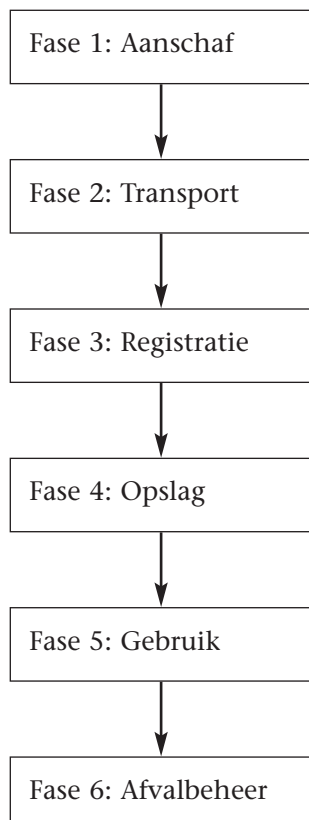 Fase 1: Aanschaf
Fase 2: Transport
Fase 3: Registratie
Fase 4: Opslag
Fase 5: Gebruik
Fase 6: Afvalbeheer